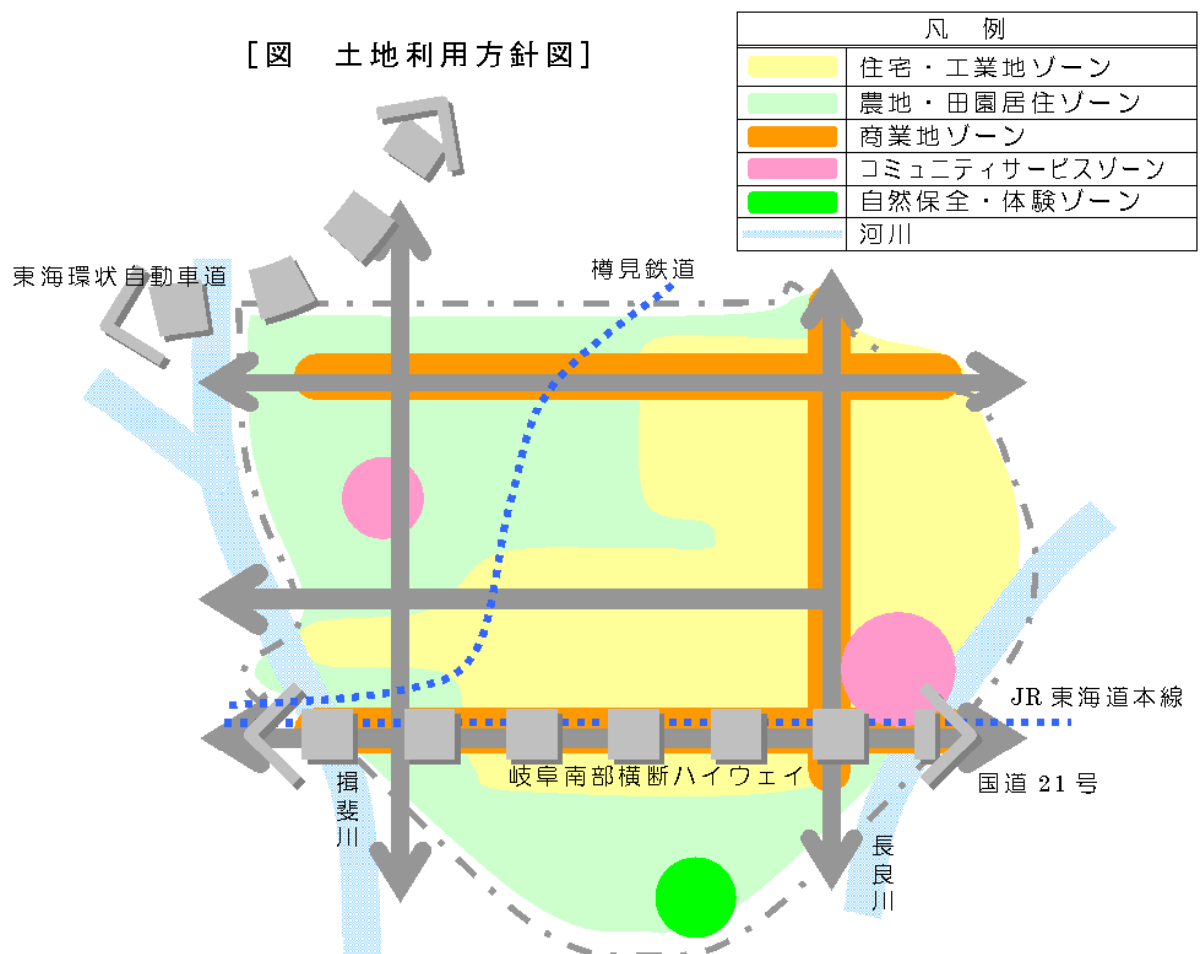 [図　土地利用方針図]
凡　例
住宅・工業地ゾーン
農地・田園居住ゾーン
商業地ゾーン
コミュニティサービスゾーン
自然保全・体験ゾーン
河川
東海環状自動車道
樽見鉄道
JR 東海道本線
岐阜南部横断ハイウェイ
国道 21 号
揖斐川
長良川